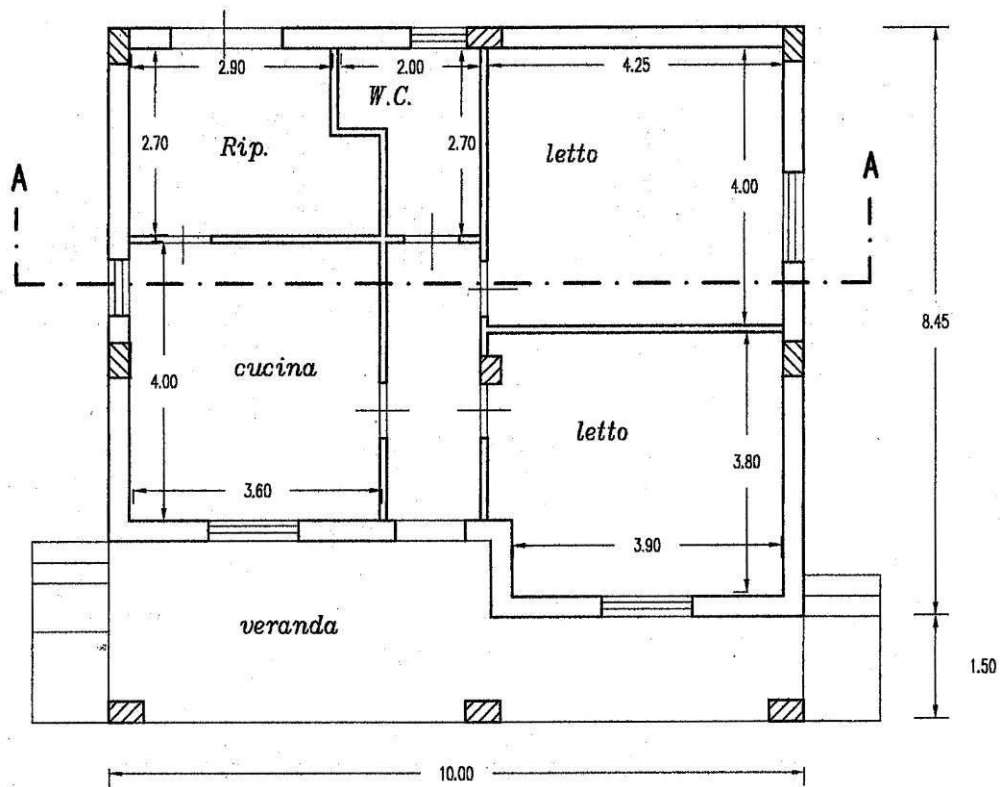 2.90
2.00
4.25
W.C.
2.70
Rip.
2.70
letto
A
A
4.00
8.45
cucina
4.00
letto
3.80
3.60
3.90
veranda
1.50
10.00